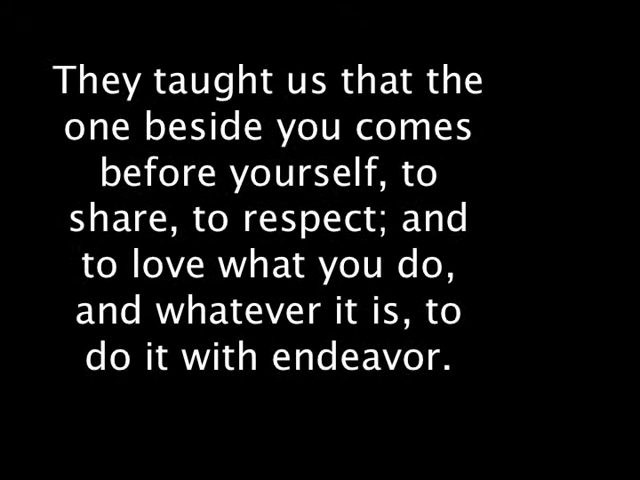 They taught us that the
one beside you comes
before yourself, to
share, to respect; and
to love what you do,
and whatever it is, to
do it with endeavor.